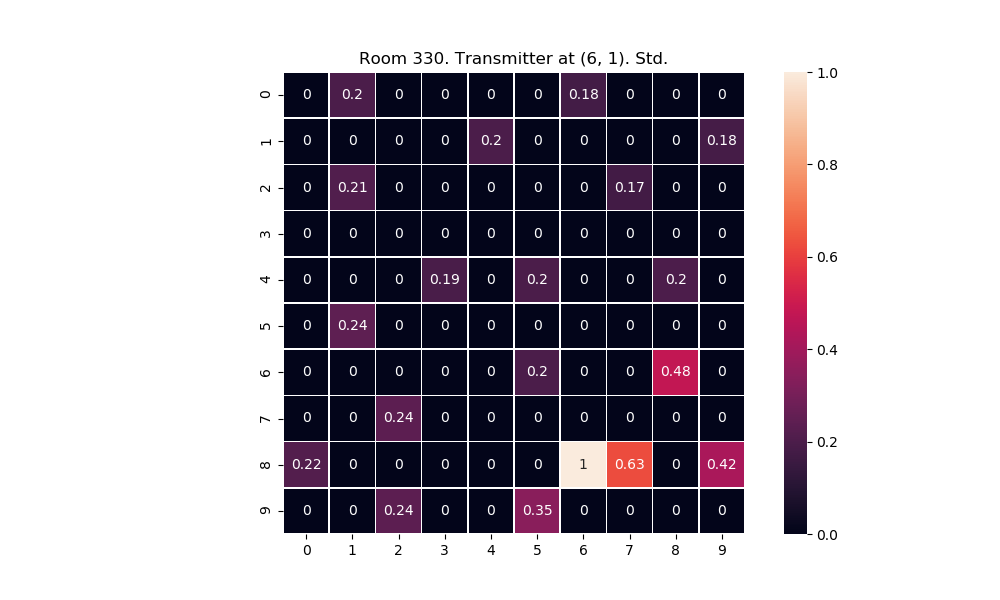 Room 330. Transmitter at (6, 1). Std.
0 0 0.2 0 0 0 0 0.18 0 0 0
1 0 0 0 0 0.2 0 0 0 0 0.18
2 0 0.21 0 0 0 0 0 0.17 0 0
3 0 0 0 0 0 0 0 0 0 0
4 0 0 0 0.19 0 0.2 0 0 0.2 0
5 0 0.24 0 0 0 0 0 0 0 0
6 0 0 0 0 0 0.2 0 0 0.48 0
7 0 0 0.24 0 0 0 0 0 0 0
8 0.22 0 0 0 0 0 1 0.63 0 0.42
9 0 0 0.24 0 0 0.35 0 0 0 0
0 1 2 3 4 5 6 7 8 9
1.0
0.8
0.6
0.4
0.2
0.0